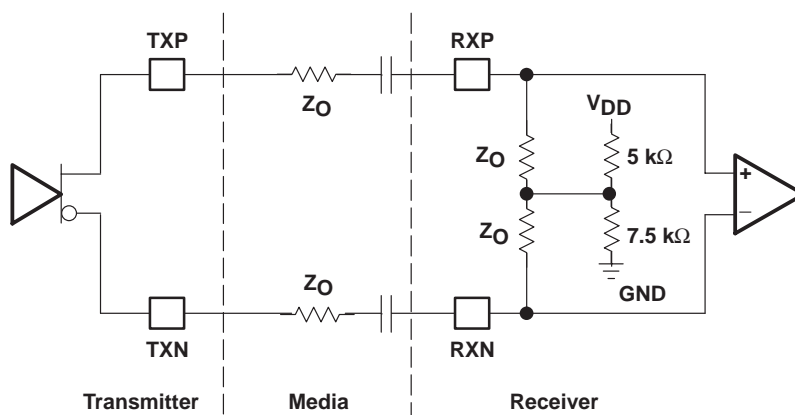 TXP
RXP
ZO
VDD
ZO
5 kΩ
+
−
ZO
7.5 kΩ
ZO
GND
TXN
RXN
Transmitter
Media
Receiver